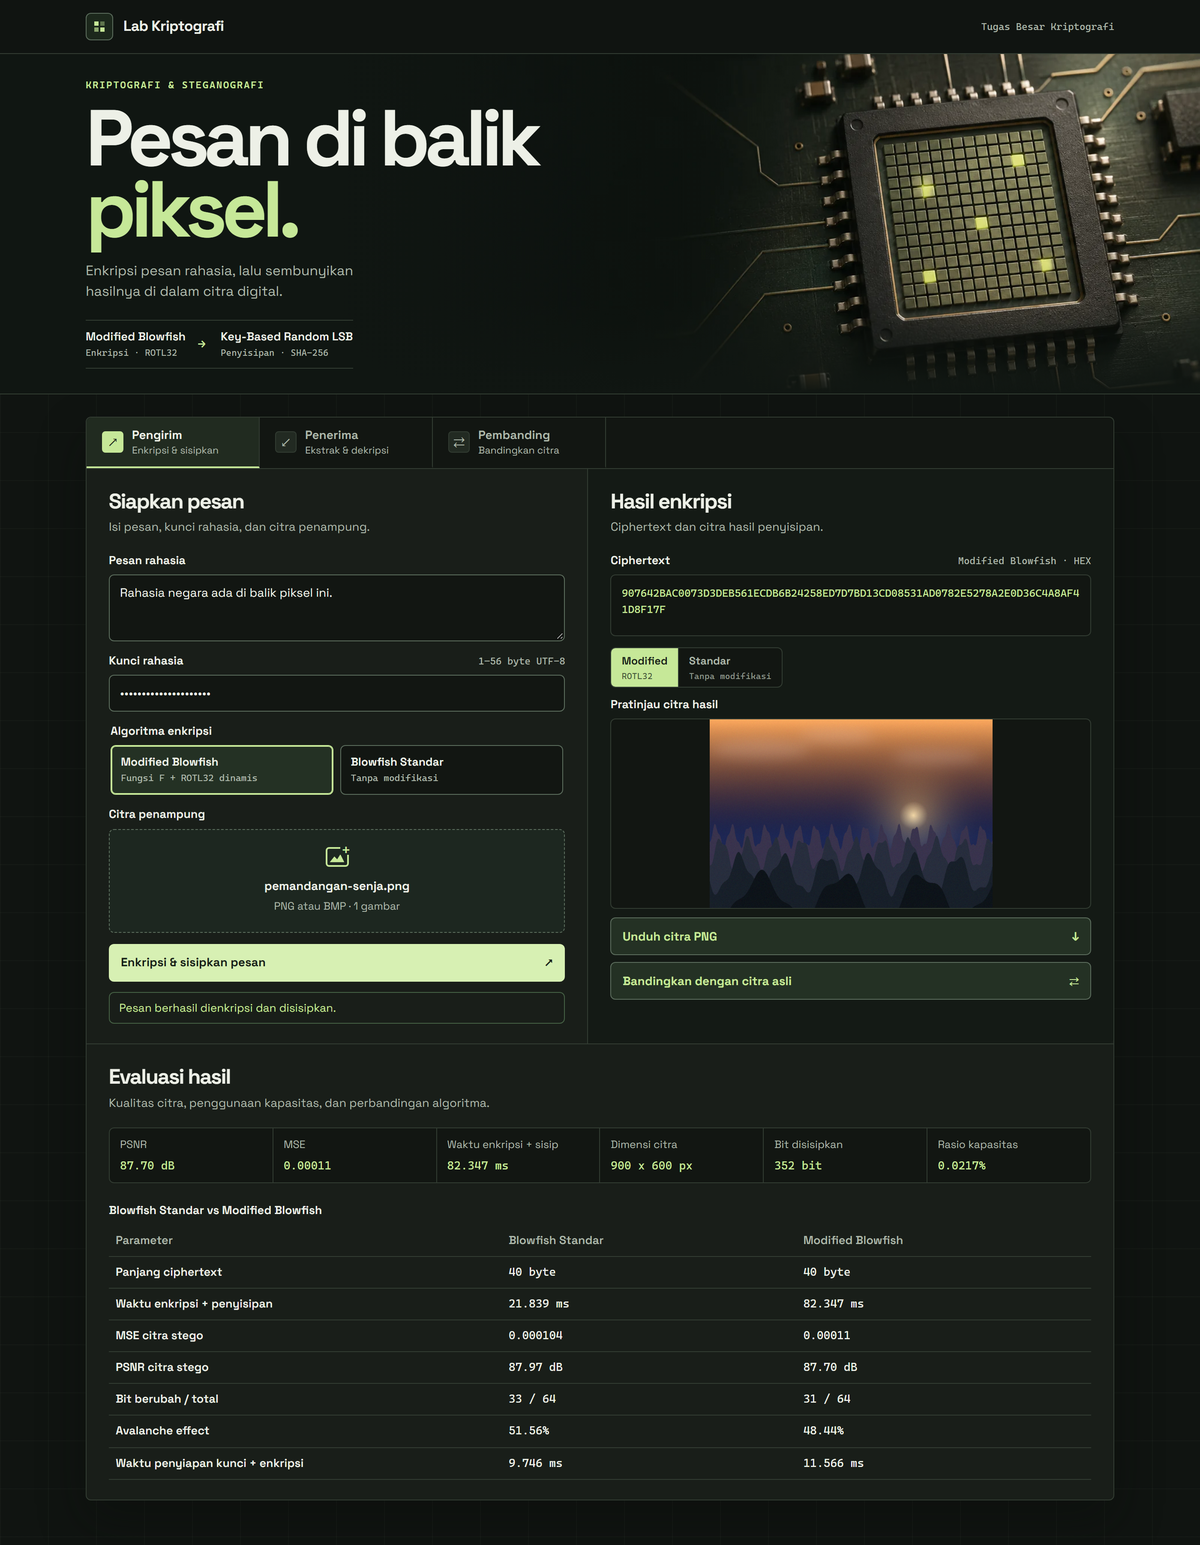 Lab Kriptografi
Tugas Besar Kriptografi
KRIPTOGRAFI & STEGANOGRAFI
Pesan di balik
piksel.
Enkripsi pesan rahasia, lalu sembunyikan
hasilnya di dalam citra digital.
Modified Blowfish → Key-Based Random LSB
Enkripsi · ROTL32 Penyisipan · SHA-256
Pengirim
Enkripsi & sisipkan
Penerima
Ekstrak & dekripsi
Pembanding
Bandingkan citra
Siapkan pesan
Isi pesan, kunci rahasia, dan citra penampung.
Pesan rahasia
Rahasia negara ada di balik piksel ini.
Kunci rahasia 1–56 byte UTF-8
•••••••••••••••••••••
Algoritma enkripsi
Modified Blowfish
Fungsi F + ROTL32 dinamis
Blowfish Standar
Tanpa modifikasi
Citra penampung
pemandangan-senja.png
PNG atau BMP · 1 gambar
Enkripsi & sisipkan pesan ↗
Pesan berhasil dienkripsi dan disisipkan.
Hasil enkripsi
Ciphertext dan citra hasil penyisipan.
Ciphertext Modified Blowfish · HEX
907642BAC0073D3DEB561ECDB6B24258ED7D7BD13CD08531AD0782E5278A2E0D36C4A8AF4
1D8F17F
Modified
ROTL32
Standar
Tanpa modifikasi
Pratinjau citra hasil
Unduh citra PNG ↓
Bandingkan dengan citra asli ⇄
Evaluasi hasil
Kualitas citra, penggunaan kapasitas, dan perbandingan algoritma.
PSNR MSE Waktu enkripsi + sisip Dimensi citra Bit disisipkan Rasio kapasitas
87.70 dB 0.00011 82.347 ms 900 x 600 px 352 bit 0.0217%
Blowfish Standar vs Modified Blowfish
Parameter Blowfish Standar Modified Blowfish
Panjang ciphertext 40 byte 40 byte
Waktu enkripsi + penyisipan 21.839 ms 82.347 ms
MSE citra stego 0.000104 0.00011
PSNR citra stego 87.97 dB 87.70 dB
Bit berubah / total 33 / 64 31 / 64
Avalanche effect 51.56% 48.44%
Waktu penyiapan kunci + enkripsi 9.746 ms 11.566 ms